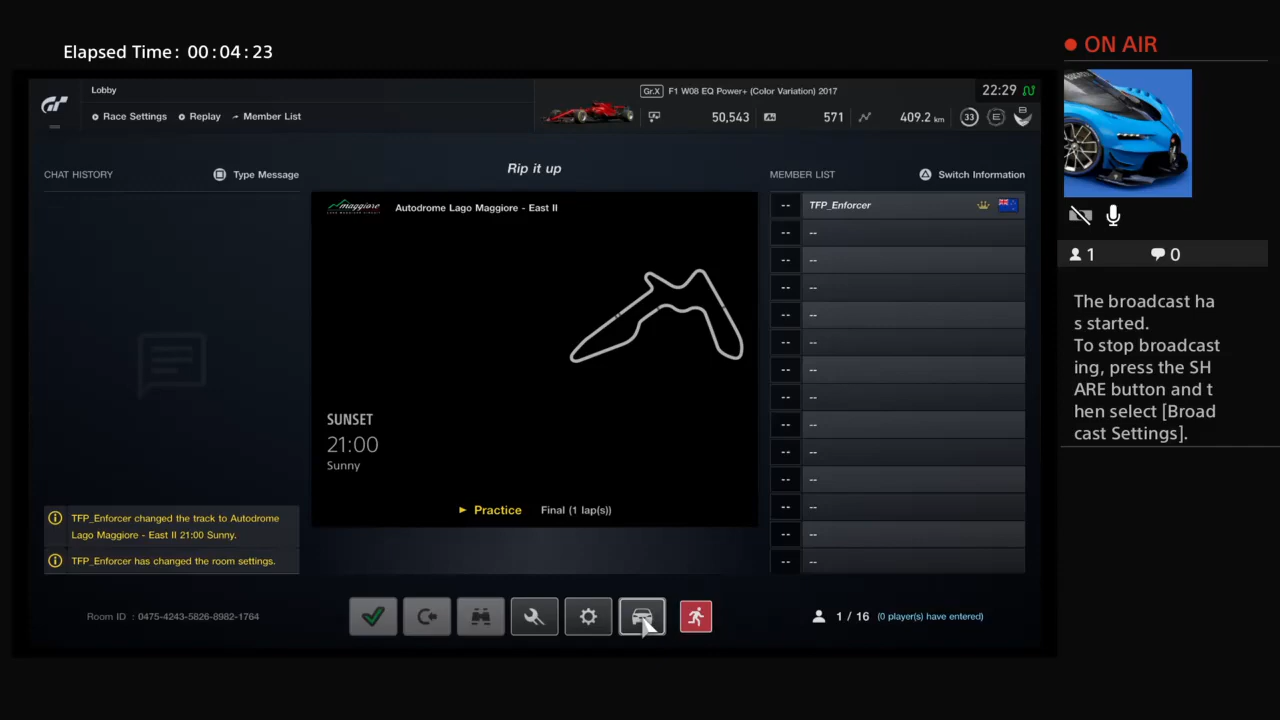 Elapsed Time: 00:04:23
ON AIR
Lobby
Race Settings Replay Member List
Gr.X F1 W08 EQ Power+ (Color Variation) 2017
50,543 571 409.2 km 33 E B
22:29
CHAT HISTORY Type Message
Rip it up
MEMBER LIST Switch Information
maggiore
Autodrome Lago Maggiore - East II
-- TFP_Enforcer
-- --
-- --
-- --
-- --
-- --
-- --
-- --
-- --
-- --
-- --
-- --
-- --
-- --
SUNSET
21:00
Sunny
Practice Final (1 lap(s))
TFP_Enforcer changed the track to Autodrome
Lago Maggiore - East II 21:00 Sunny.
TFP_Enforcer has changed the room settings.
Room ID : 0475-4243-5826-8982-1764
1 / 16 (0 player(s) have entered)
1 0
The broadcast ha
s started.
To stop broadcast
ing, press the SH
ARE button and t
hen select [Broad
cast Settings].